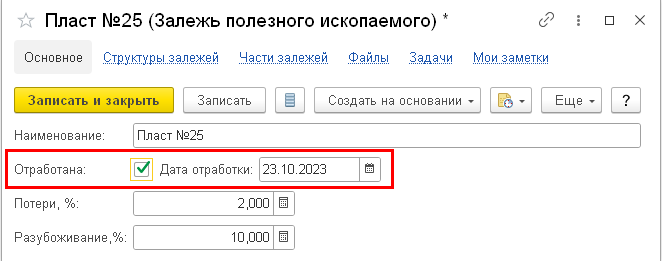 Пласт №25 (Залежь полезного ископаемого) *
Основное Структуры залежей Части залежей Файлы Задачи Мои заметки
Записать и закрыть Записать Создать на основании Еще ?
Наименование: Пласт №25
Отработана: Дата отработки: 23.10.2023
Потери, %: 2,000
Разубоживание,%: 10,000